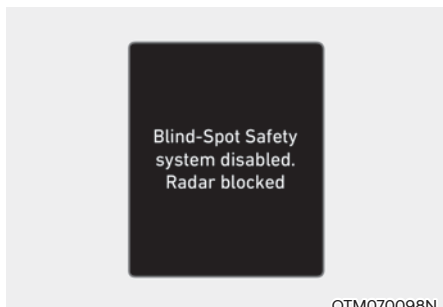 Blind-Spot Safety
system disabled.
Radar blocked
OTM070098N